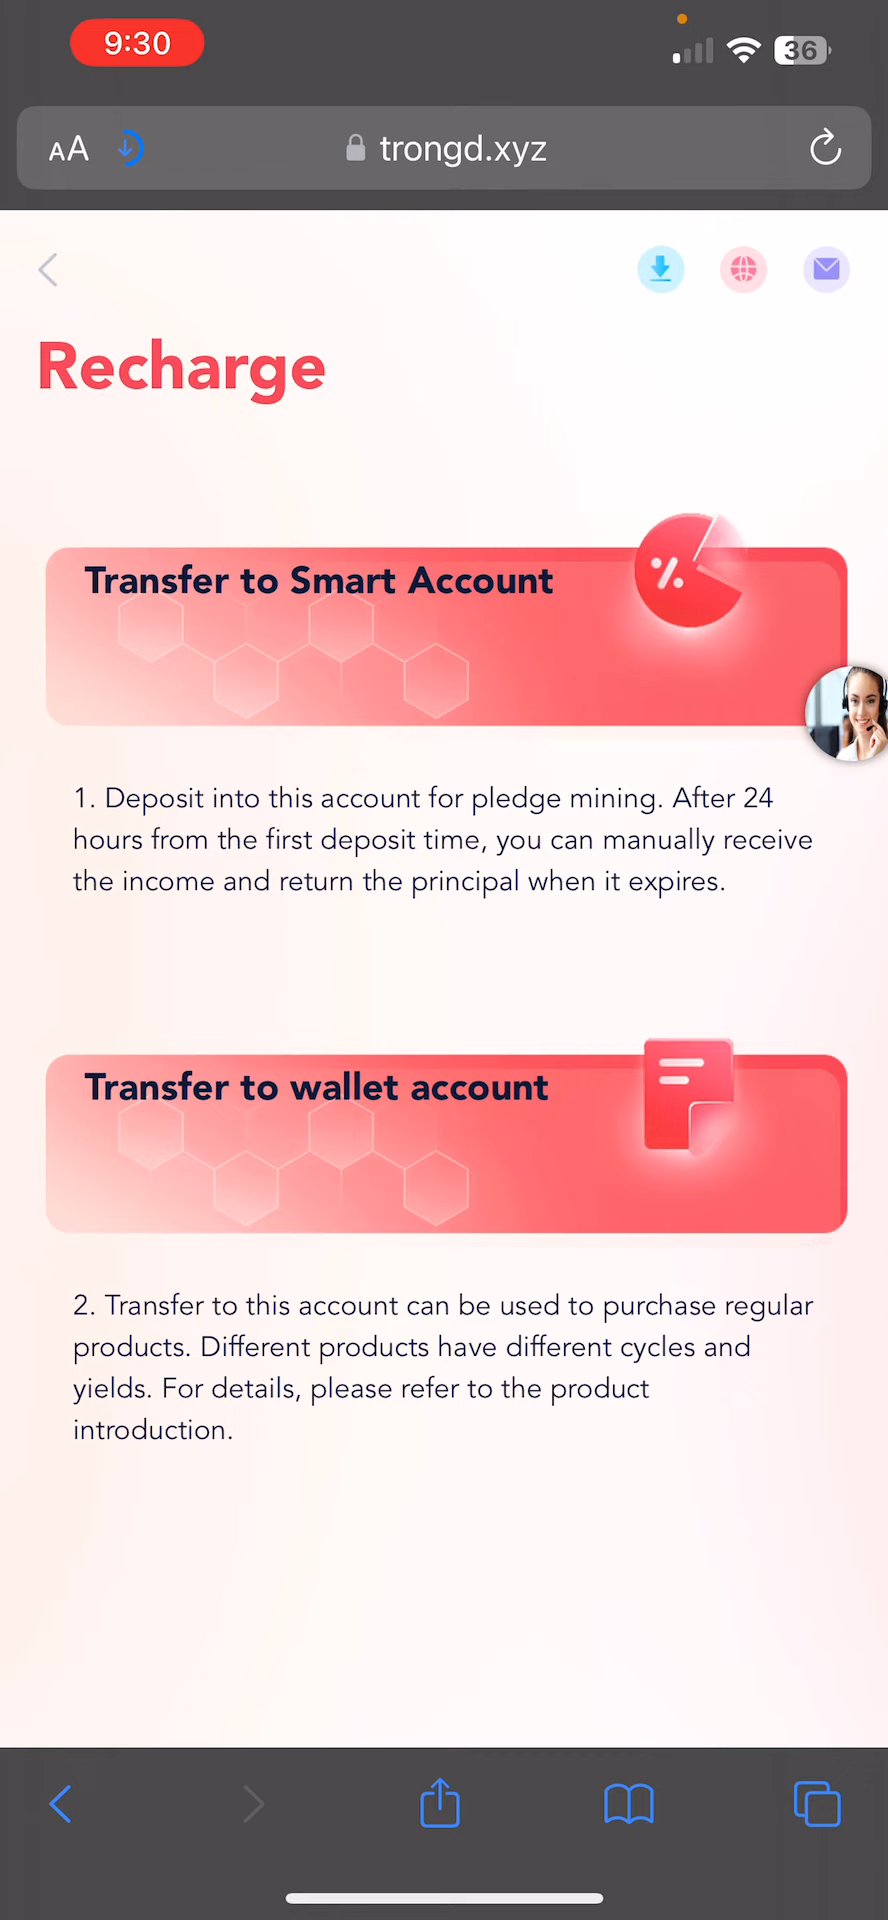 9:30
36
AA
trongd.xyz
Recharge
Transfer to Smart Account
%
1. Deposit into this account for pledge mining. After 24
hours from the first deposit time, you can manually receive
the income and return the principal when it expires.
Transfer to wallet account
2. Transfer to this account can be used to purchase regular
products. Different products have different cycles and
yields. For details, please refer to the product
introduction.